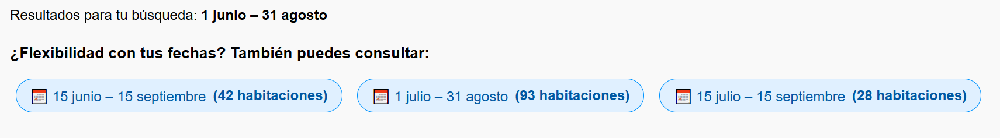 Resultados para tu búsqueda: 1 junio – 31 agosto
¿Flexibilidad con tus fechas? También puedes consultar:
15 junio – 15 septiembre (42 habitaciones) 1 julio – 31 agosto (93 habitaciones) 15 julio – 15 septiembre (28 habitaciones)